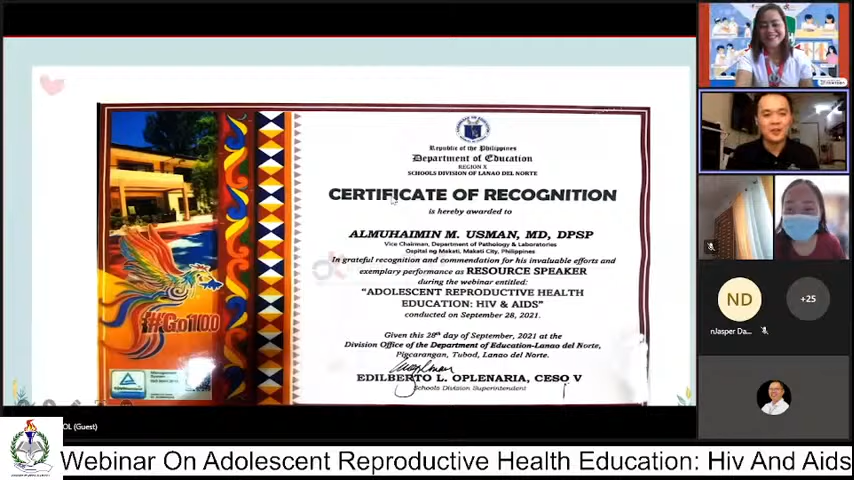 Republic of the Philippines
Department of Education
REGION X
SCHOOLS DIVISION OF LANAO DEL NORTE
CERTIFICATE OF RECOGNITION
is hereby awarded to
ALMUHAIMIN M. USMAN, MD, DPSP
Vice Chairman, Department of Pathology & Laboratories
Ospital ng Makati, Makati City, Philippines
In grateful recognition and commendation for his invaluable efforts and
exemplary performance as RESOURCE SPEAKER
during the webinar entitled:
"ADOLESCENT REPRODUCTIVE HEALTH
EDUCATION: HIV & AIDS"
conducted on September 28, 2021.
Given this 28th day of September, 2021 at the
Division Office of the Department of Education-Lanao del Norte,
Pigcarangan, Tubod, Lanao del Norte.
EDILBERTO L. OPLENARIA, CESO V
Schools Division Superintendent
#Go100
ND
nJasper Da...
+25
OL (Guest)
Webinar On Adolescent Reproductive Health Education: Hiv And Aids